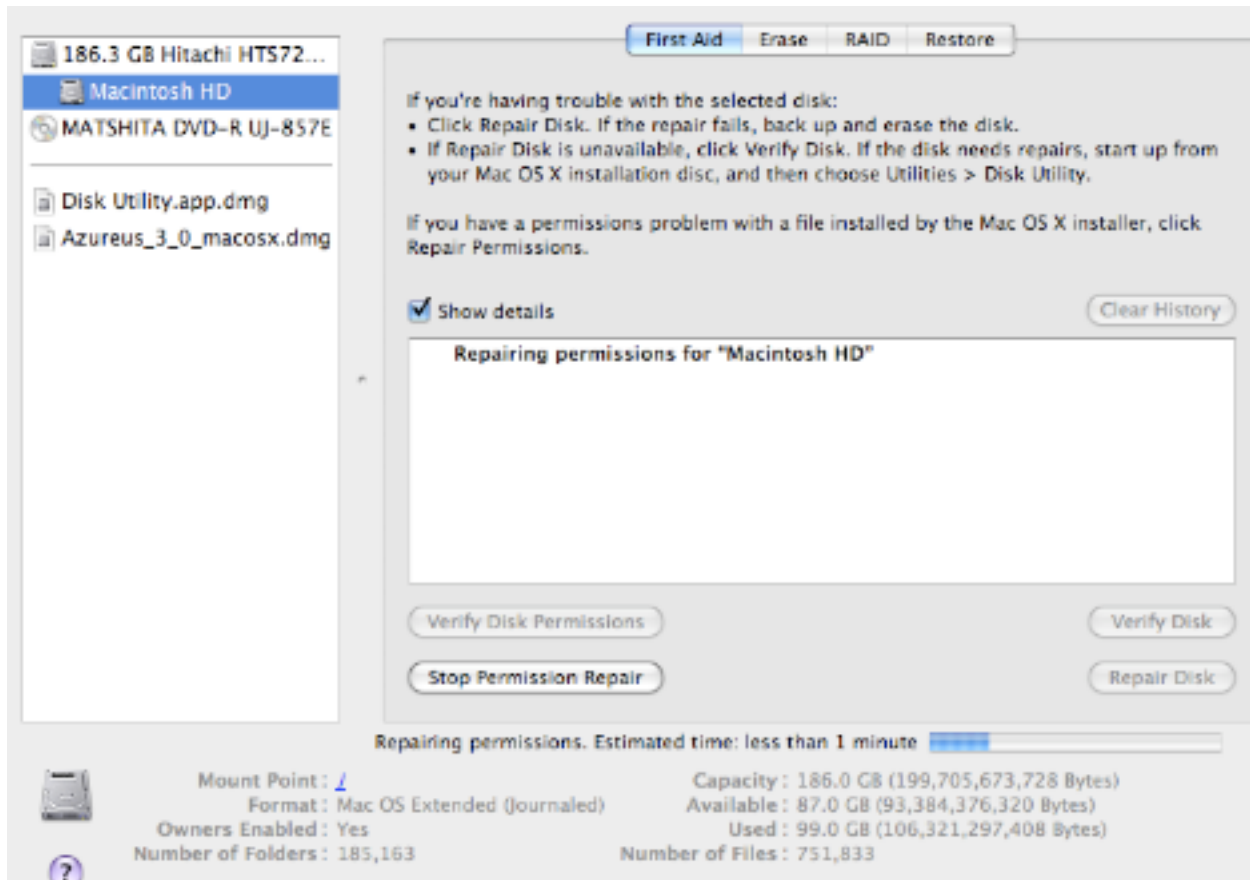 186.3 GB Hitachi HTS72...
Macintosh HD
MATSHITA DVD-R UJ-857E
Disk Utility.app.dmg
Azureus_3_0_macosx.dmg
First Aid Erase RAID Restore
If you're having trouble with the selected disk:
• Click Repair Disk. If the repair fails, back up and erase the disk.
• If Repair Disk is unavailable, click Verify Disk. If the disk needs repairs, start up from
your Mac OS X installation disc, and then choose Utilities > Disk Utility.
If you have a permissions problem with a file installed by the Mac OS X installer, click
Repair Permissions.
Show details
Clear History
Repairing permissions for "Macintosh HD"
Verify Disk Permissions
Verify Disk
Stop Permission Repair
Repair Disk
Repairing permissions. Estimated time: less than 1 minute
Mount Point : /
Format : Mac OS Extended (Journaled)
Owners Enabled : Yes
Number of Folders : 185,163
Capacity : 186.0 GB (199,705,673,728 Bytes)
Available : 87.0 GB (93,384,376,320 Bytes)
Used : 99.0 GB (106,321,297,408 Bytes)
Number of Files : 751,833
?